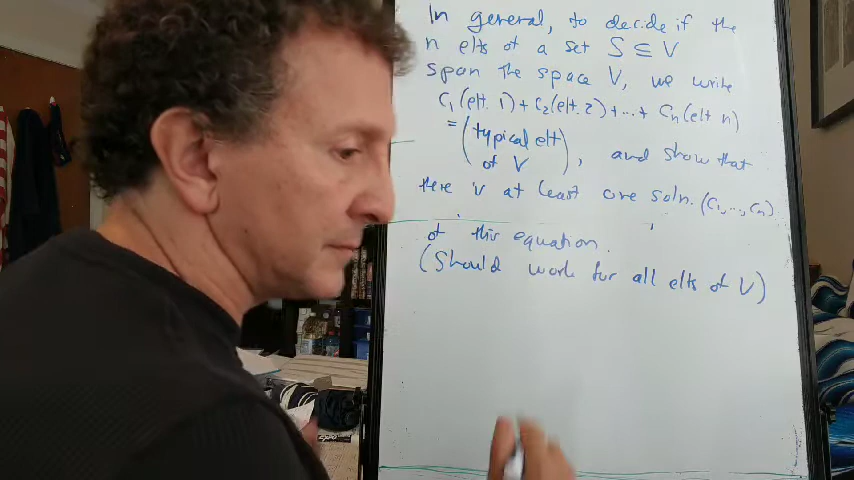 In general, to decide if the
n elts of a set S ⊆ V
span the space V, we write
c₁(elt. 1) + c₂(elt. 2) + ... + cₙ(elt n)
= (typical elt of V), and show that
there is at least one soln. (c₁, ..., cₙ)
of this equation.
(Should work for all elts of V)